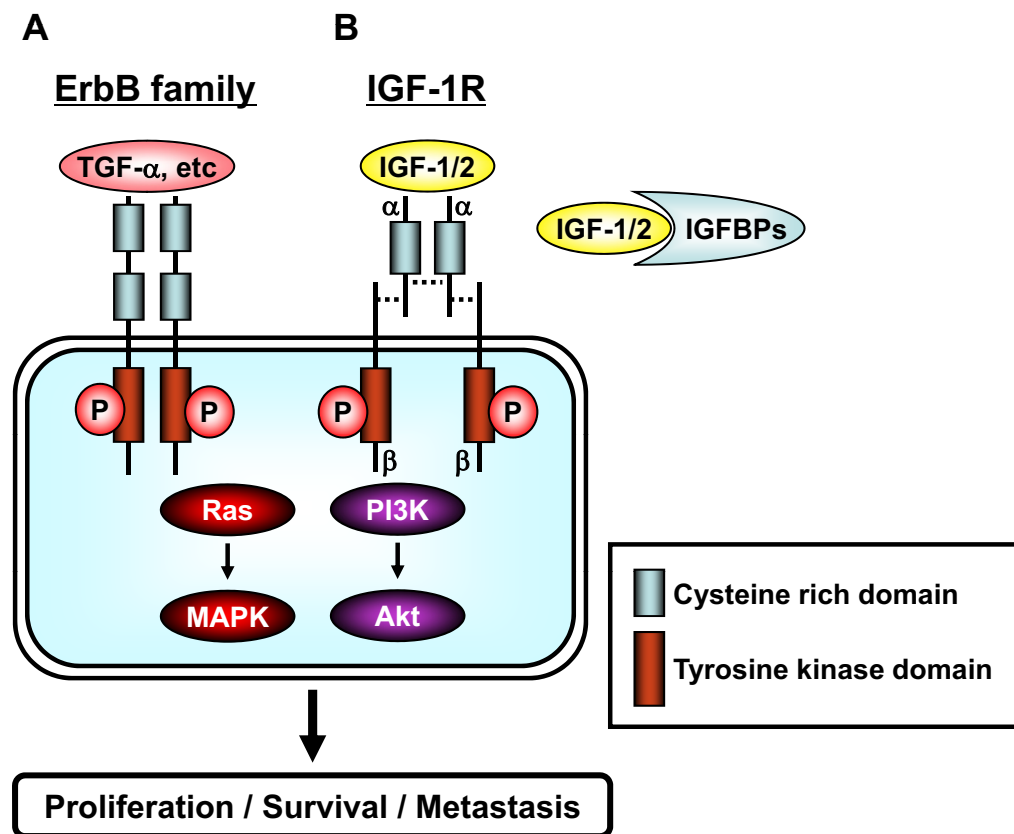 A
B
ErbB family
IGF-1R
TGF-α, etc
IGF-1/2
α
α
IGF-1/2
IGFBPs
P
P
P
P
β
β
Ras
PI3K
MAPK
Akt
Cysteine rich domain
Tyrosine kinase domain
Proliferation / Survival / Metastasis